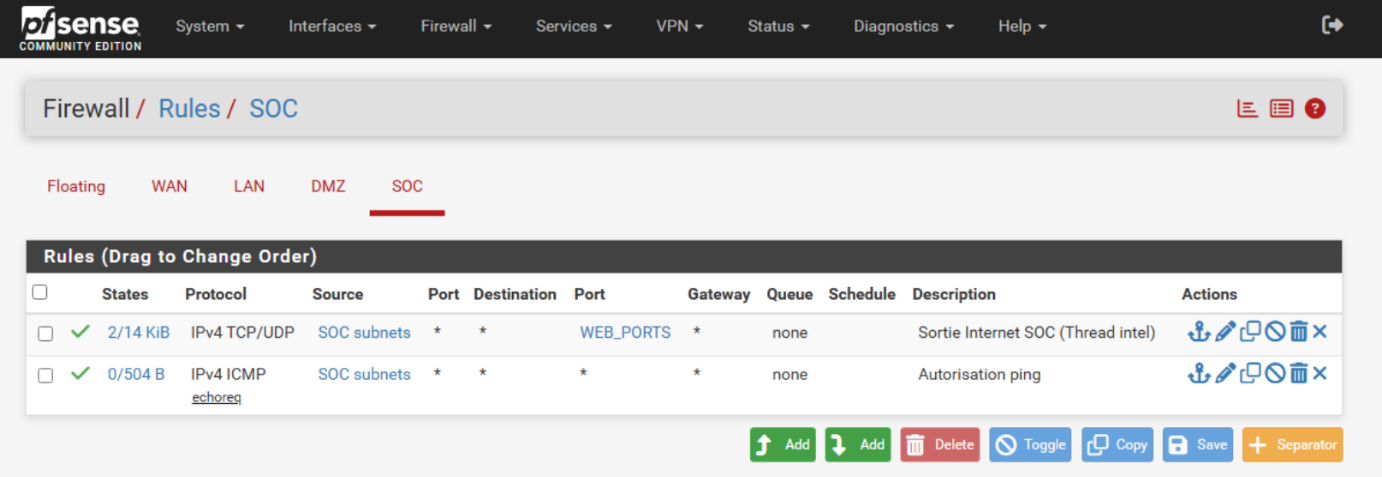 pfsense
COMMUNITY EDITION
System Interfaces Firewall Services VPN Status Diagnostics Help
Firewall / Rules / SOC
Floating WAN LAN DMZ SOC
Rules (Drag to Change Order)
States Protocol Source Port Destination Port Gateway Queue Schedule Description Actions
2/14 KiB IPv4 TCP/UDP SOC subnets * * WEB_PORTS * none Sortie Internet SOC (Thread intel)
0/504 B IPv4 ICMP SOC subnets * * * * none Autorisation ping
echoreq
Add Add Delete Toggle Copy Save Separator